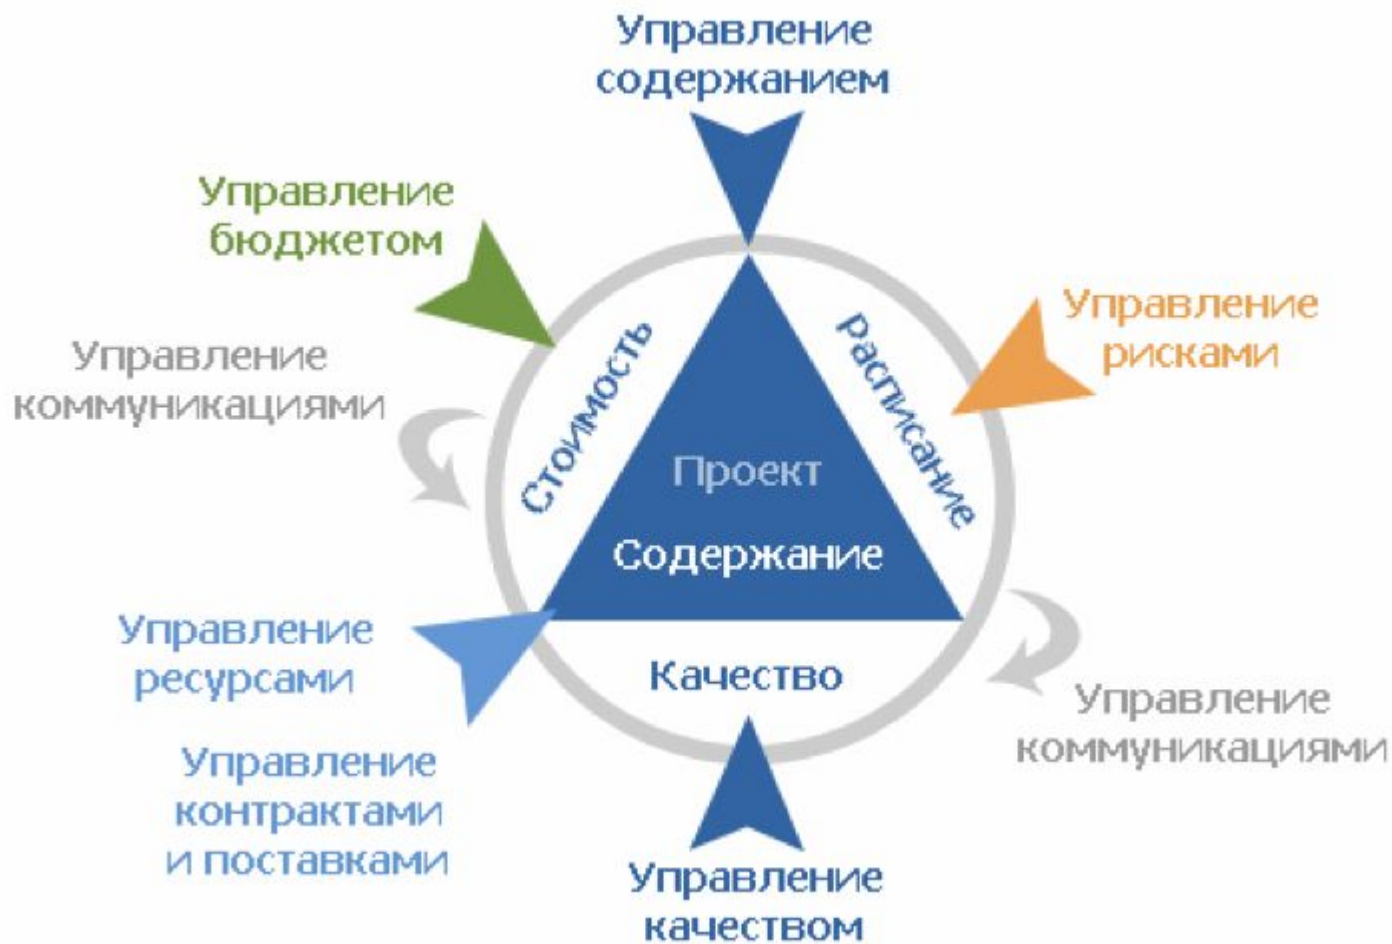 Управление
содержанием
Управление
бюджетом
Управление
рисками
Управление
коммуникациями
Стоимость
Расписание
Проект
Содержание
Качество
Управление
ресурсами
Управление
коммуникациями
Управление
контрактами
и поставками
Управление
качеством